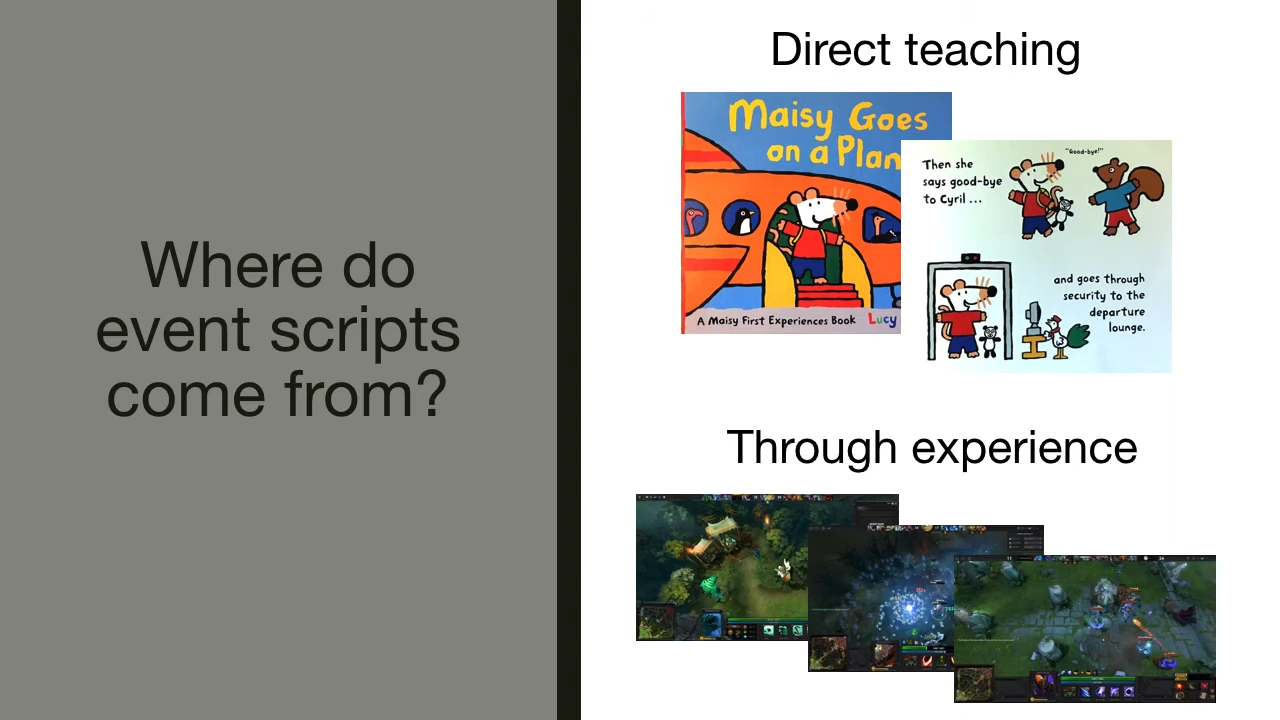 Where do
event scripts
come from?
Direct teaching
Maisy Goes
on a Plan
A Maisy First Experiences Book Lucy
"Good-bye!"
Then she
says good-bye
to Cyril ...
and goes through
security to the
departure
lounge.
Through experience